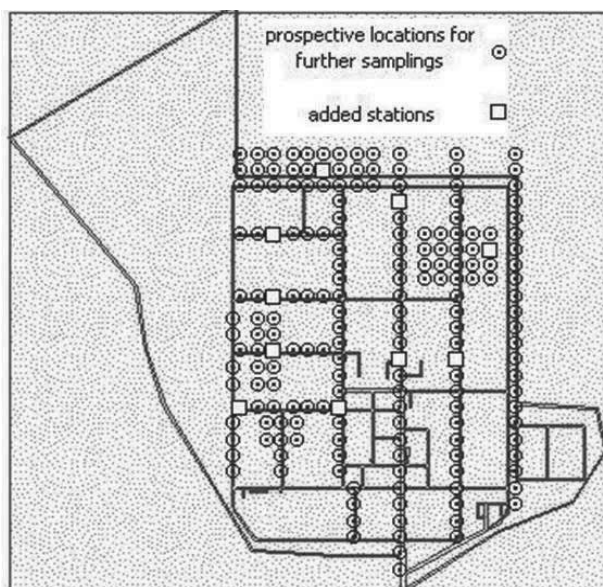 prospective locations for
further samplings
added stations